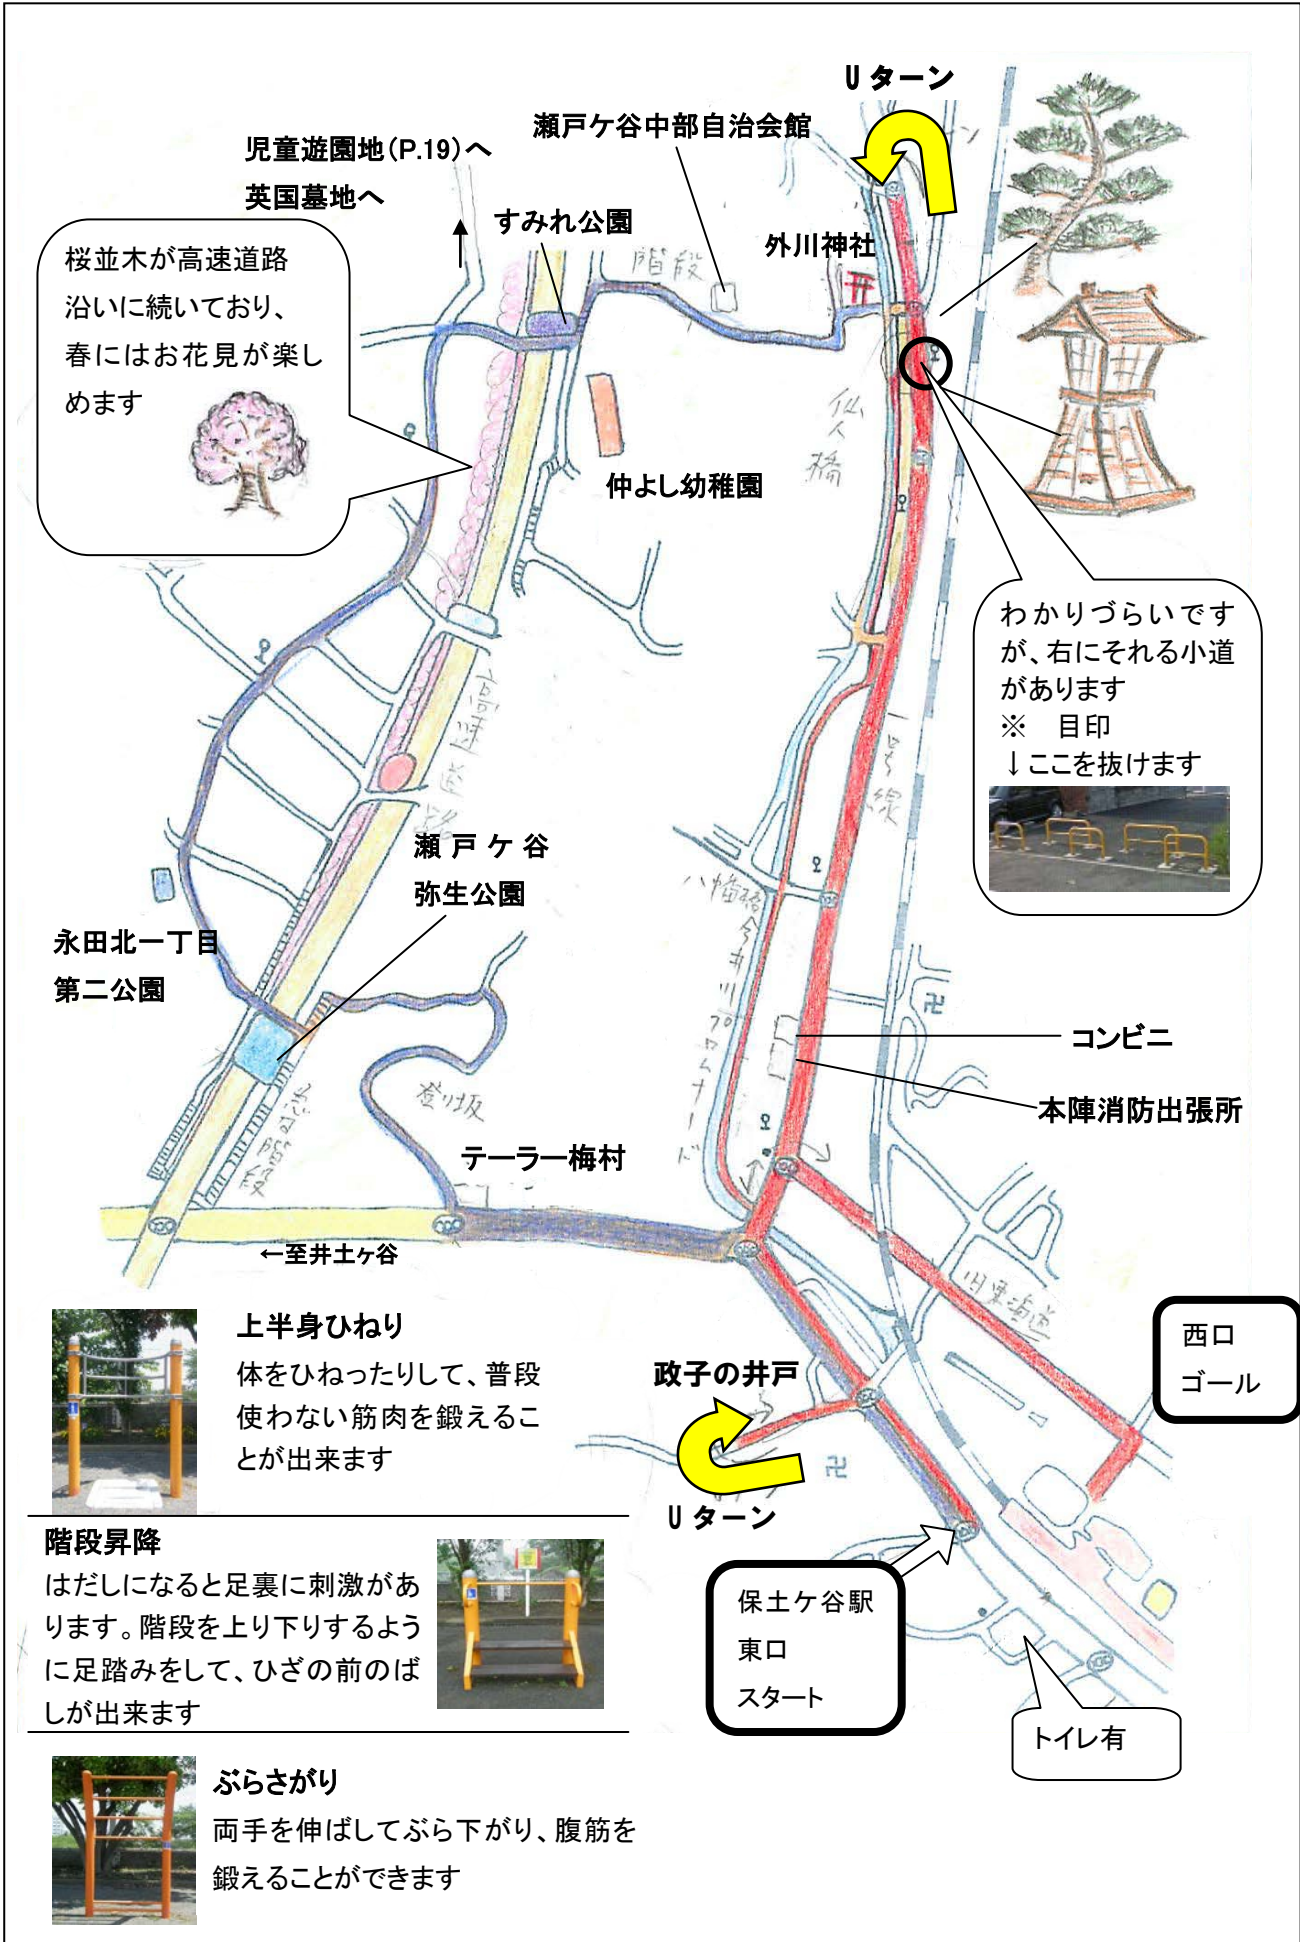 Uターン
瀬戸ケ谷中部自治会館
児童遊園地(P.19)へ
英国墓地へ
すみれ公園
階段
外川神社
桜並木が高速道路
沿いに続いており、
春にはお花見が楽し
めます
仙人橋
仲よし幼稚園
わかりづらいです
が、右にそれる小道
があります
※　目印
↓ここを抜けます
高速道路
一号線
瀬戸ケ谷
弥生公園
八幡橋
今井川プロムナード
永田北一丁目
第二公園
卍
コンビニ
登り坂
本陣消防出張所
階段
テーラー梅村
←至井土ヶ谷
旧東海道
上半身ひねり
体をひねったりして、普段
使わない筋肉を鍛えるこ
とが出来ます
西口
ゴール
政子の井戸
卍
Uターン
階段昇降
はだしになると足裏に刺激があ
ります。階段を上り下りするよう
に足踏みをして、ひざの前のば
しが出来ます
保土ケ谷駅
東口
スタート
トイレ有
ぶらさがり
両手を伸ばしてぶら下がり、腹筋を
鍛えることができます